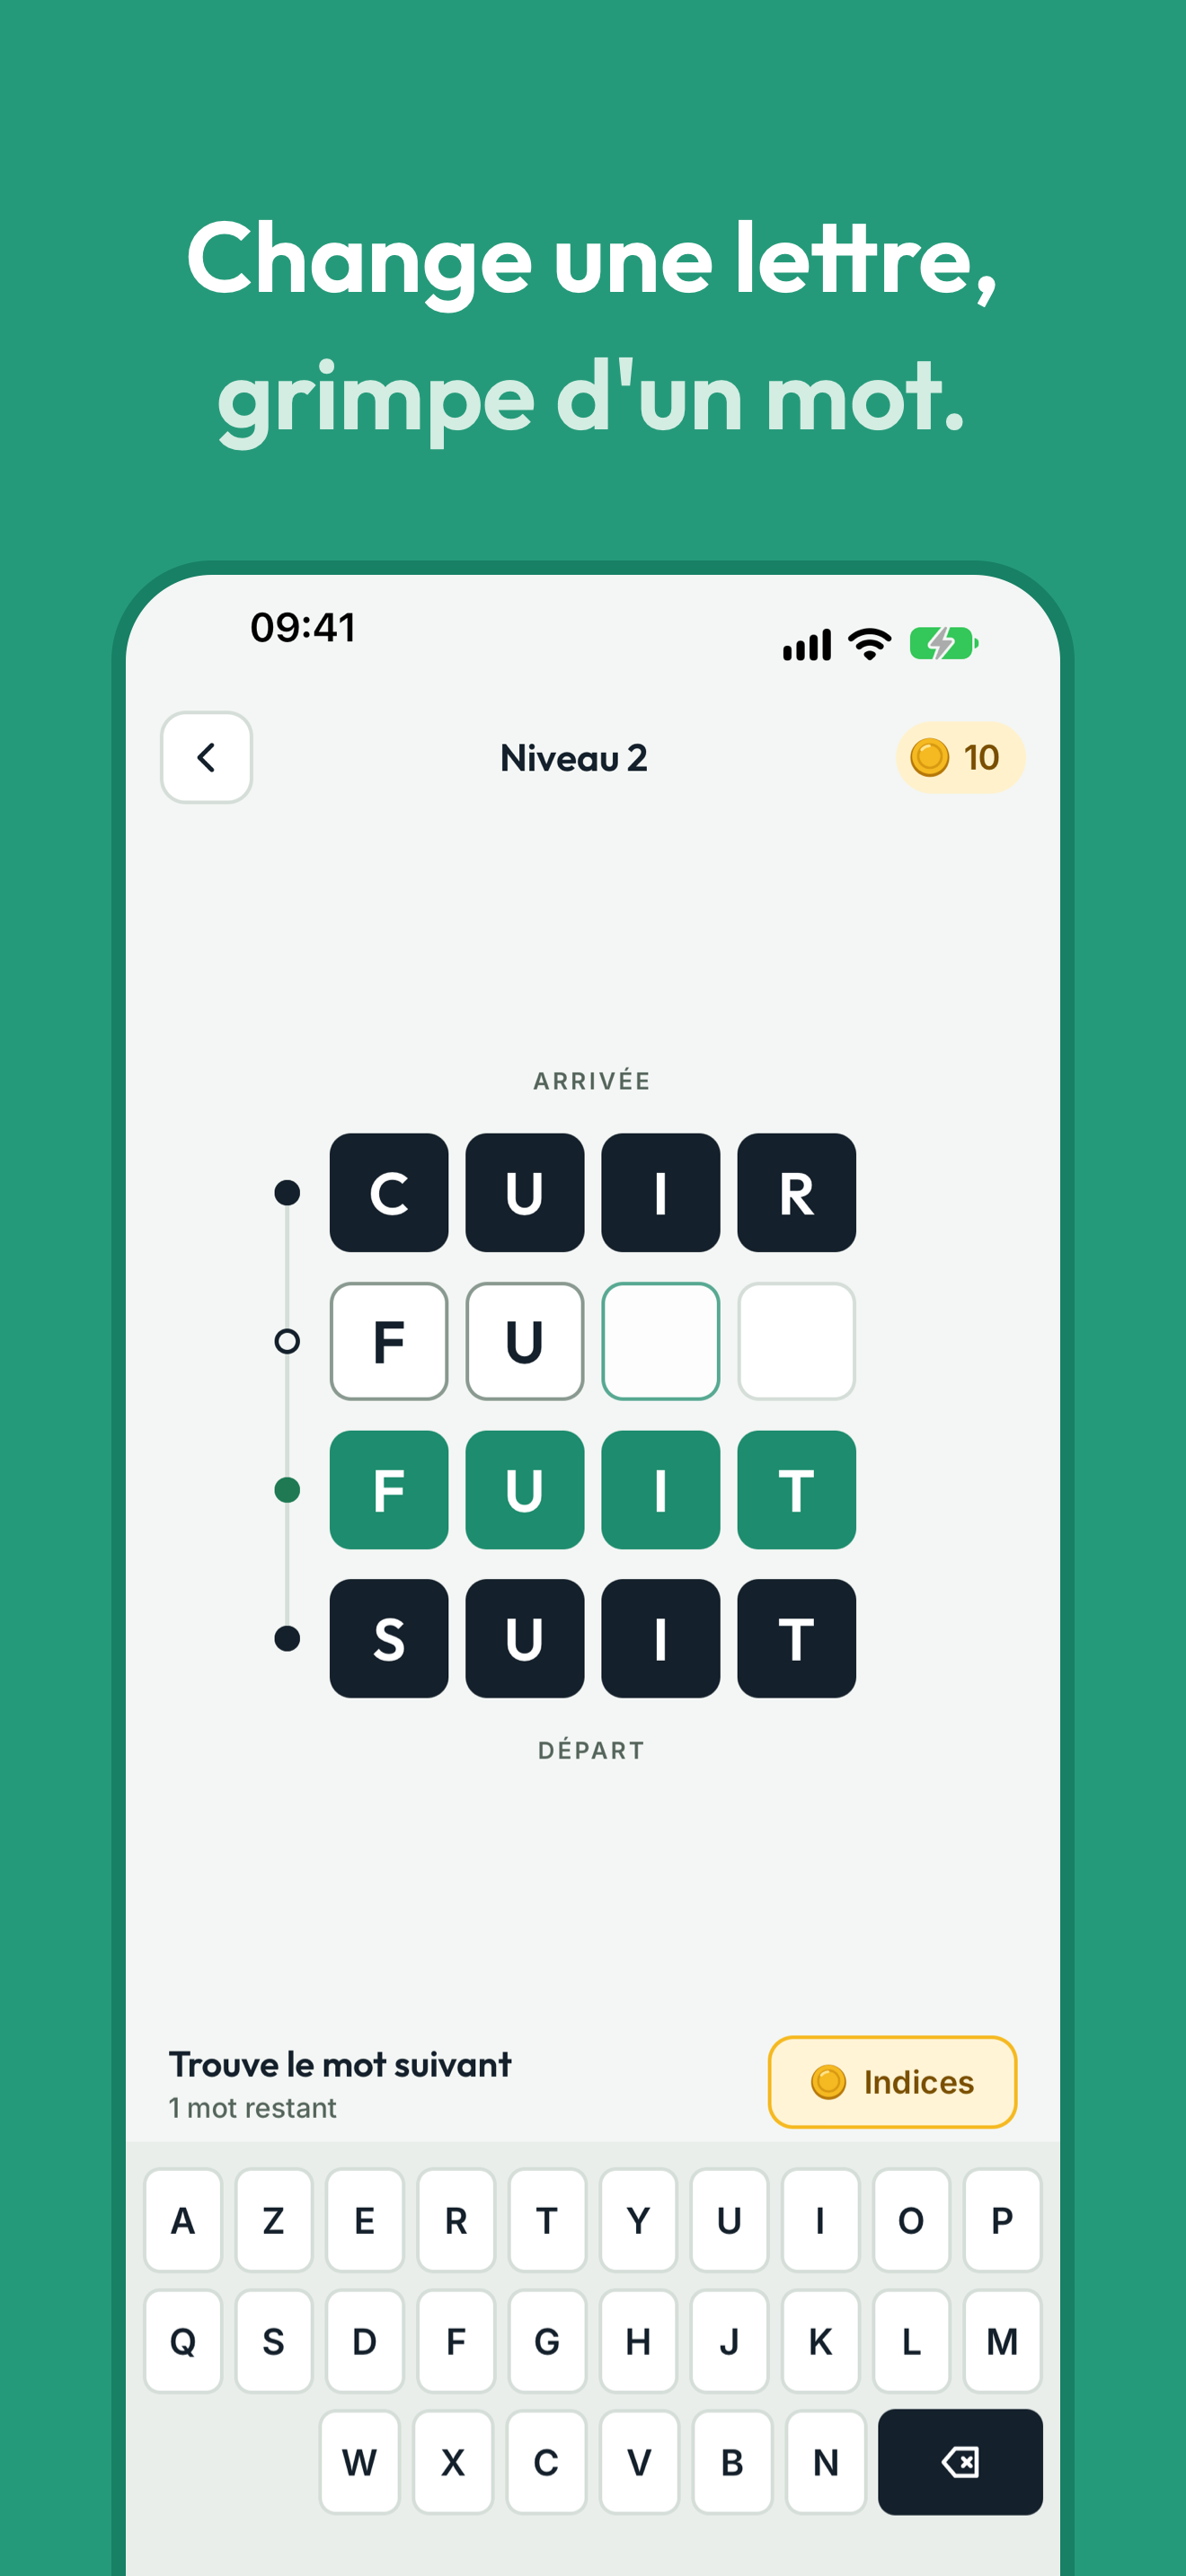 Change une lettre,
grimpe d'un mot.
09:41
Niveau 2
10
ARRIVÉE
C U I R
F U
F U I T
S U I T
DÉPART
Trouve le mot suivant
1 mot restant
Indices
A Z E R T Y U I O P
Q S D F G H J K L M
W X C V B N